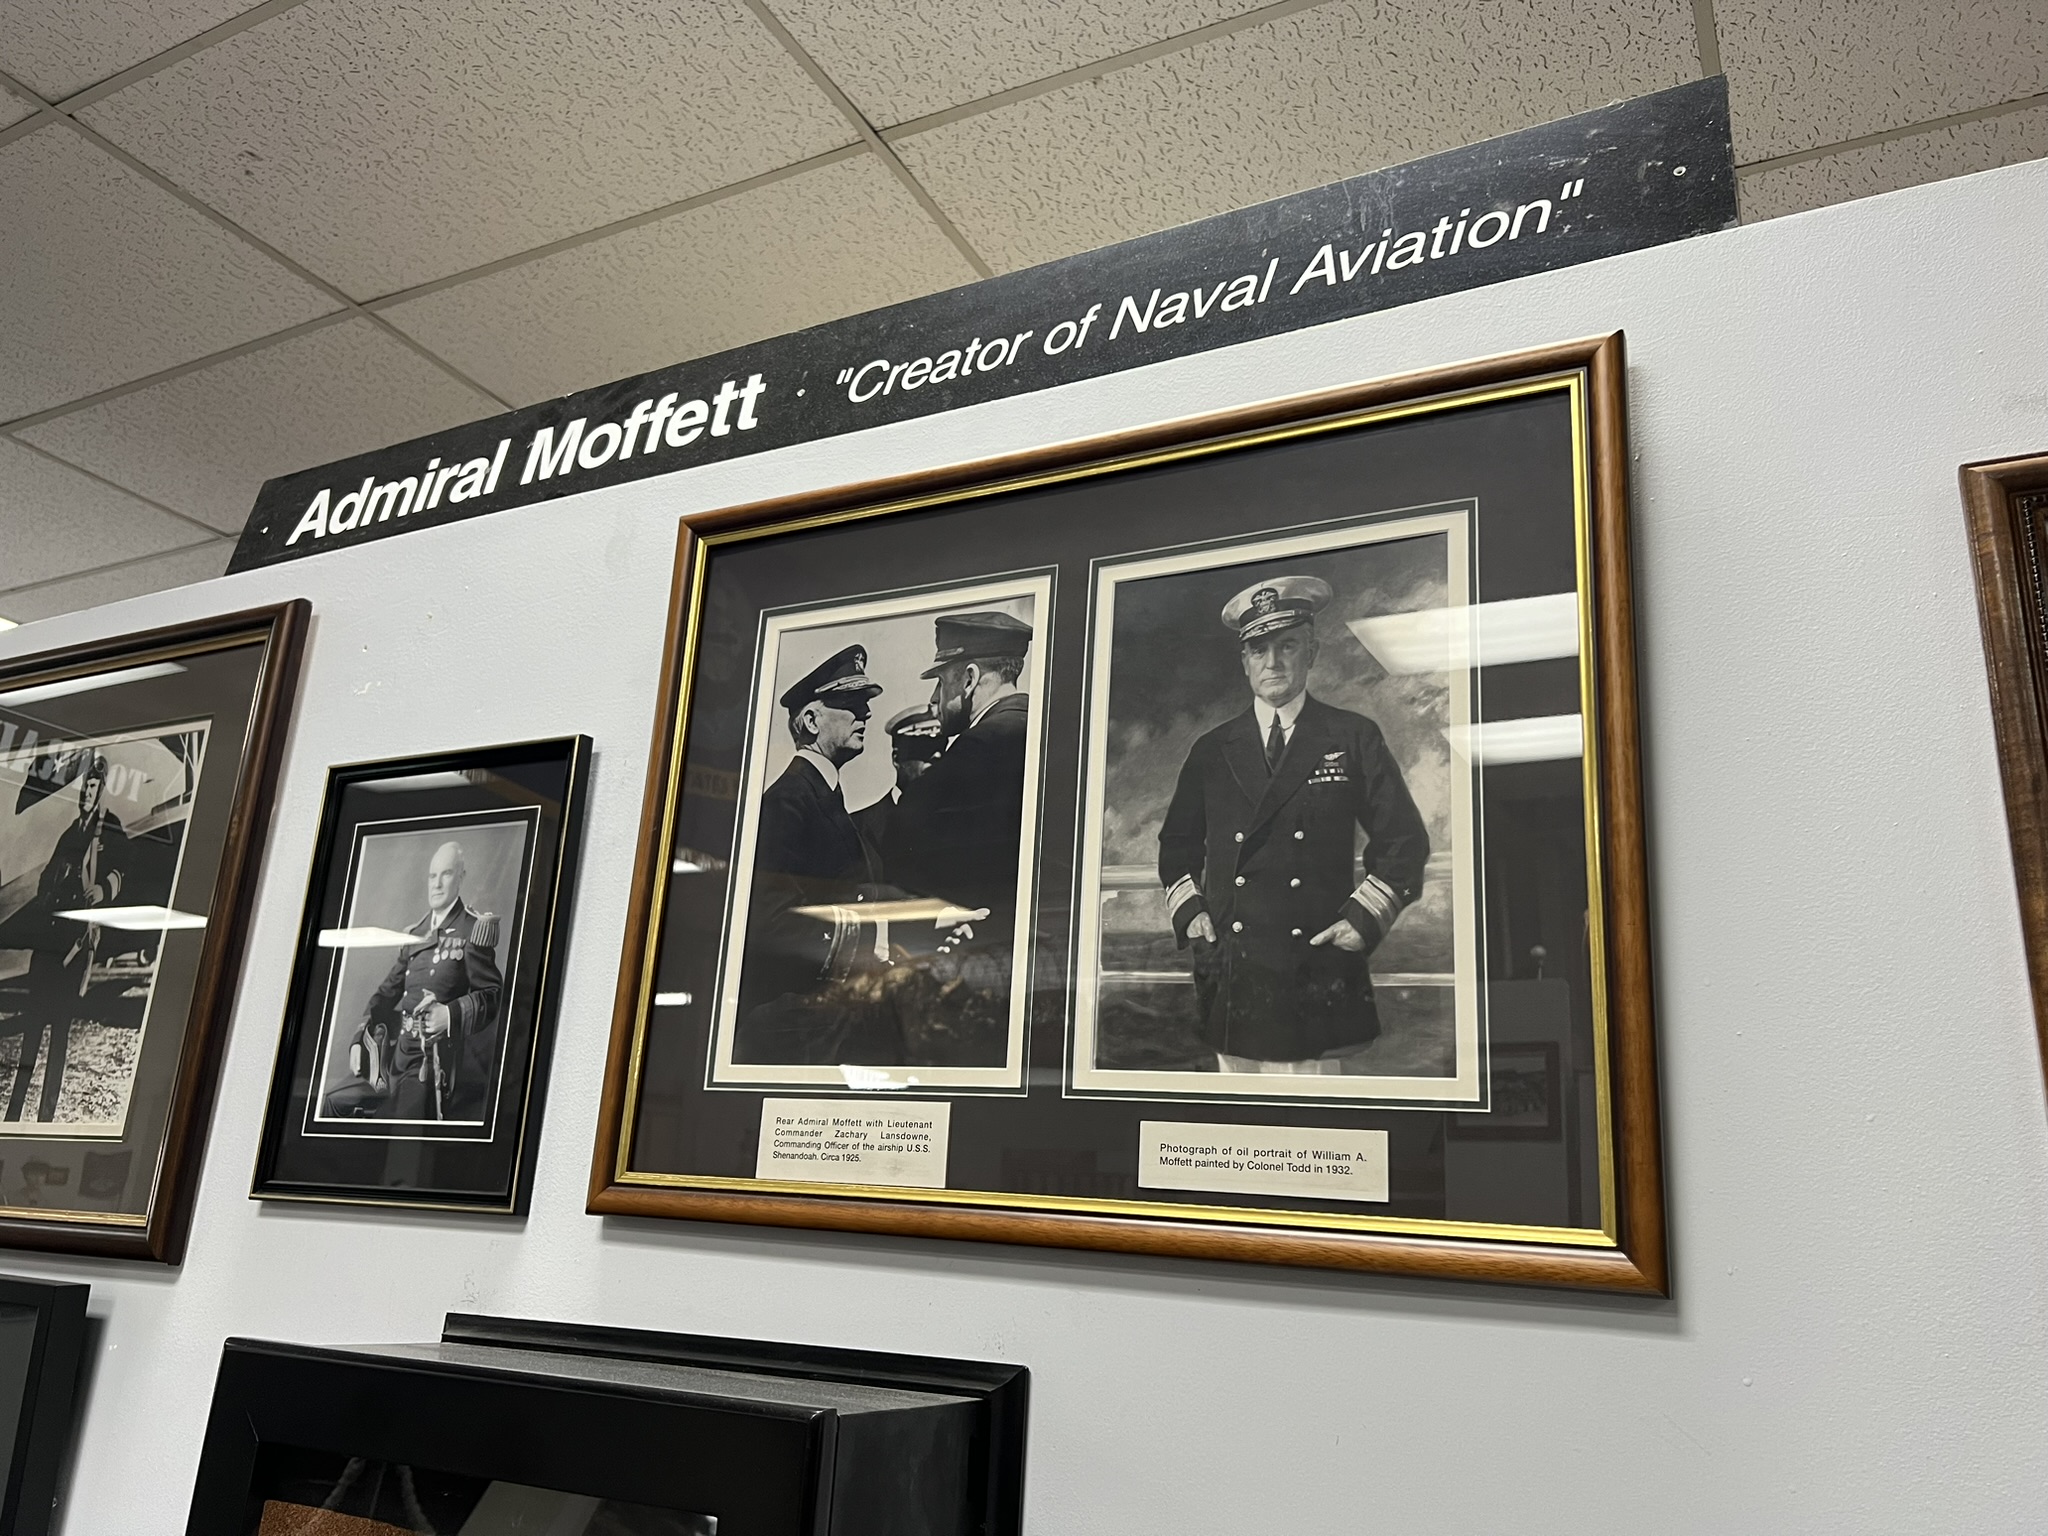 Admiral Moffett · "Creator of Naval Aviation"
Rear Admiral Moffett with Lieutenant
Commander Zachary Lansdowne,
Commanding Officer of the airship U.S.S.
Shenandoah. Circa 1925.
Photograph of oil portrait of William A.
Moffett painted by Colonel Todd in 1932.